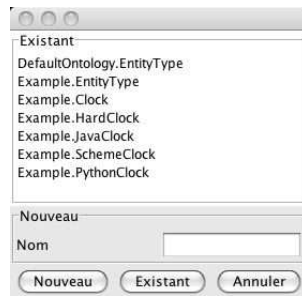 Existant
DefaultOntology.EntityType
Example.EntityType
Example.Clock
Example.HardClock
Example.JavaClock
Example.SchemeClock
Example.PythonClock
Nouveau
Nom
Nouveau Existant Annuler